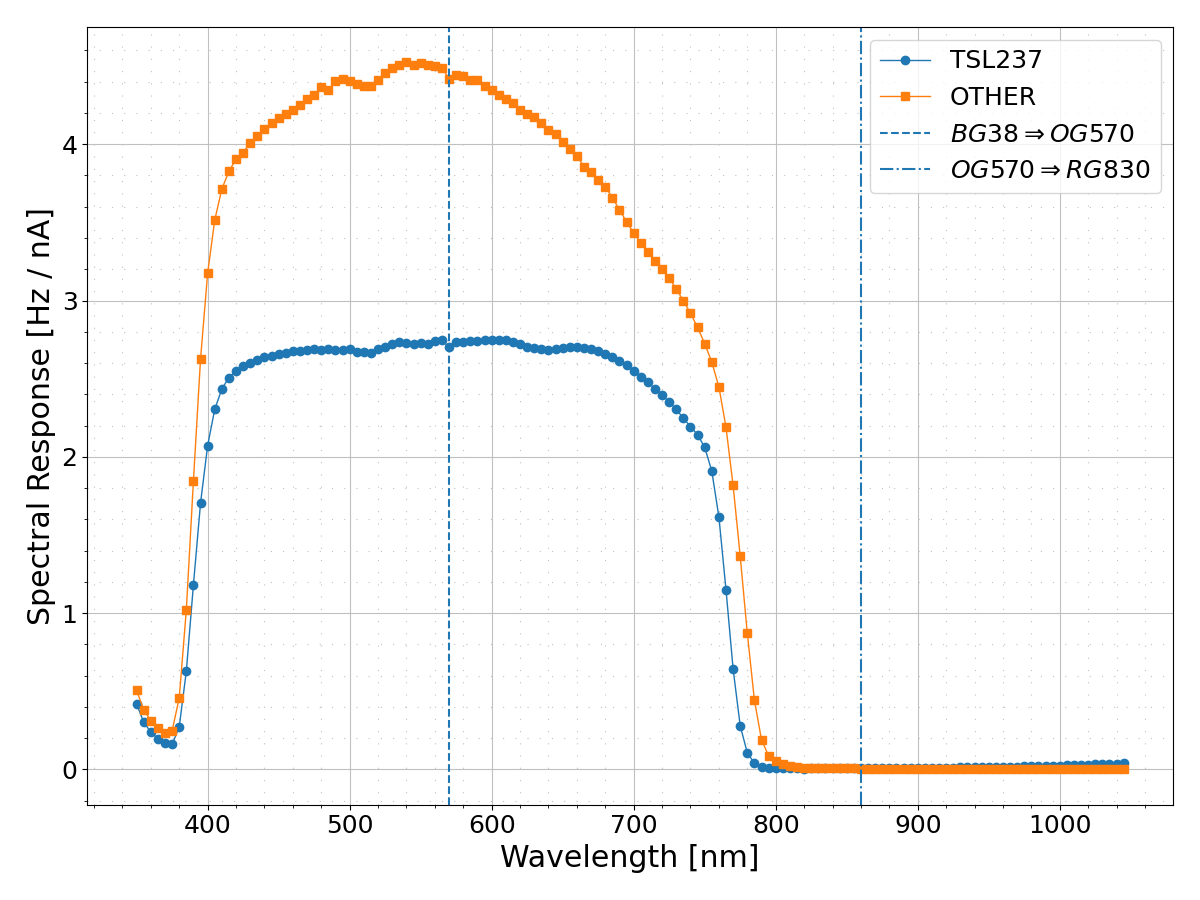 TSL237
OTHER
BG38⇒OG570
OG570⇒RG830
Spectral Response [Hz / nA]
4
3
2
1
0
400 500 600 700 800 900 1000
Wavelength [nm]